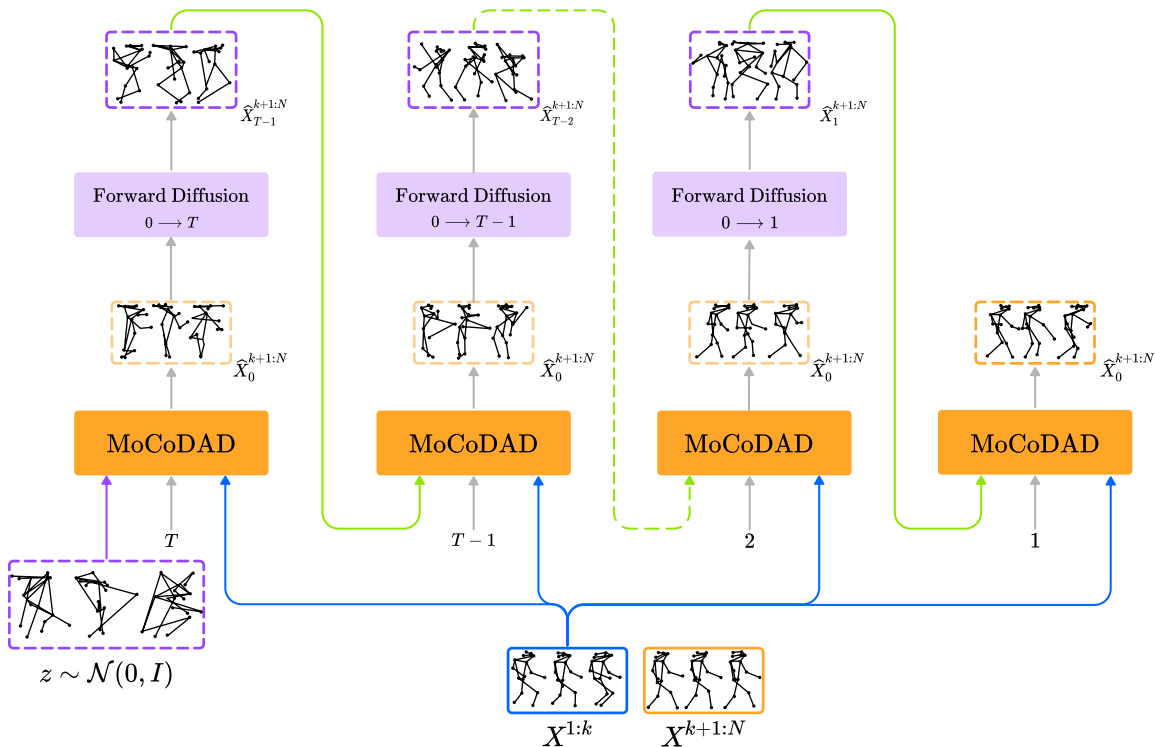 X̂_{T-1}^{k+1:N} X̂_{T-2}^{k+1:N} X̂_1^{k+1:N}
Forward Diffusion Forward Diffusion Forward Diffusion
0 ⟶ T 0 ⟶ T − 1 0 ⟶ 1
X̂_0^{k+1:N} X̂_0^{k+1:N} X̂_0^{k+1:N} X̂_0^{k+1:N}
MoCoDAD MoCoDAD MoCoDAD MoCoDAD
T T − 1 2 1
z ∼ 𝒩(0, I)
X^{1:k} X^{k+1:N}